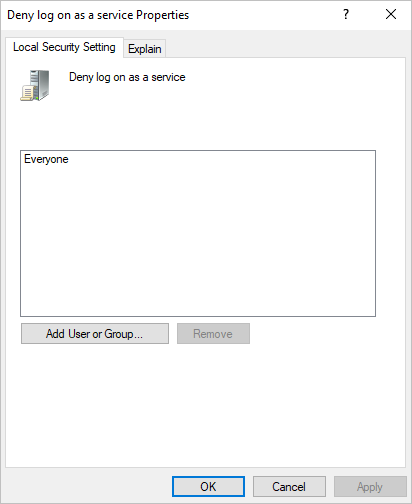 Deny log on as a service Properties
?
Local Security Setting
Explain
Deny log on as a service
Everyone
Add User or Group...
Remove
OK
Cancel
Apply